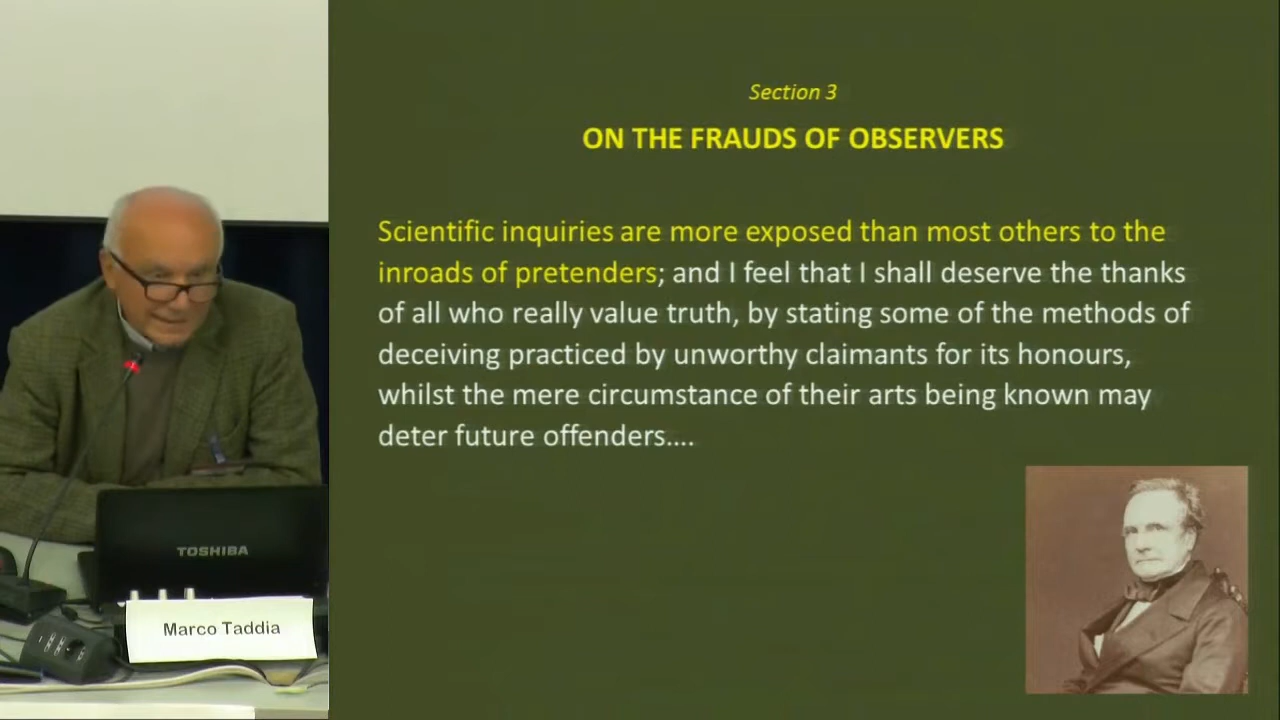 Section 3
ON THE FRAUDS OF OBSERVERS
Scientific inquiries are more exposed than most others to the
inroads of pretenders; and I feel that I shall deserve the thanks
of all who really value truth, by stating some of the methods of
deceiving practiced by unworthy claimants for its honours,
whilst the mere circumstance of their arts being known may
deter future offenders....
TOSHIBA
Marco Taddia